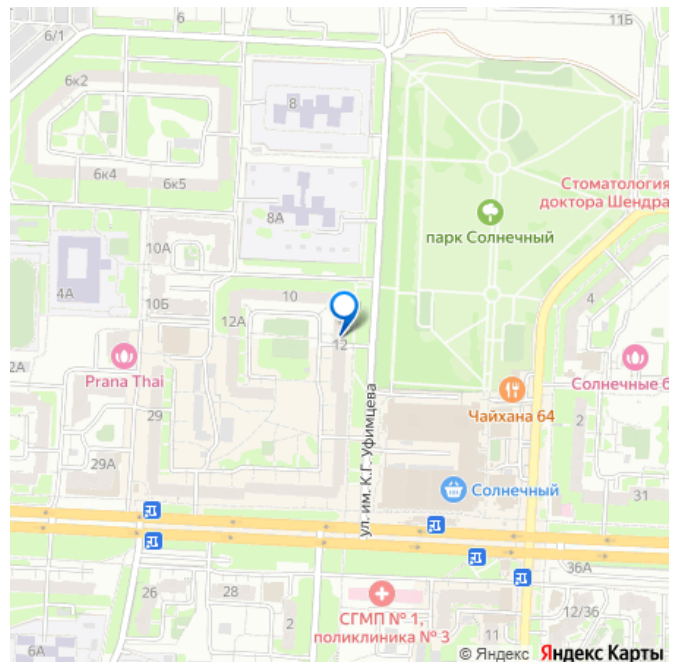 11Б
6
6/1
6к2
8
6к4
6к5
Стоматология
доктора Шендра
парк Солнечный
8А
10А
4А
10Б
10
4
12А
12
2А
Prana Thai
Солнечные б
Чайхана 64
29
2
ул. им. К.Г. Уфимцева
29А
Солнечный
31
36А
26
28
12/36
СГМП № 1,
поликлиника № 3
2
11
6А
© Яндекс Яндекс Карты